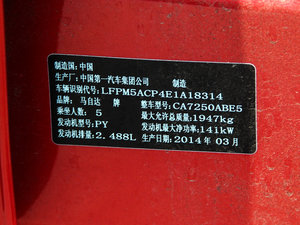 制造国:中国
生产厂:中国第一汽车集团公司 制造
车辆识别代号:LFPM5ACP4E1A18314
品牌:马自达 牌 整车型号:CA7250ABE5
乘坐人数:5 最大允许总质量:1947kg
发动机型号:PY 发动机最大净功率:141kW
发动机排量:2.488L 2014年03月